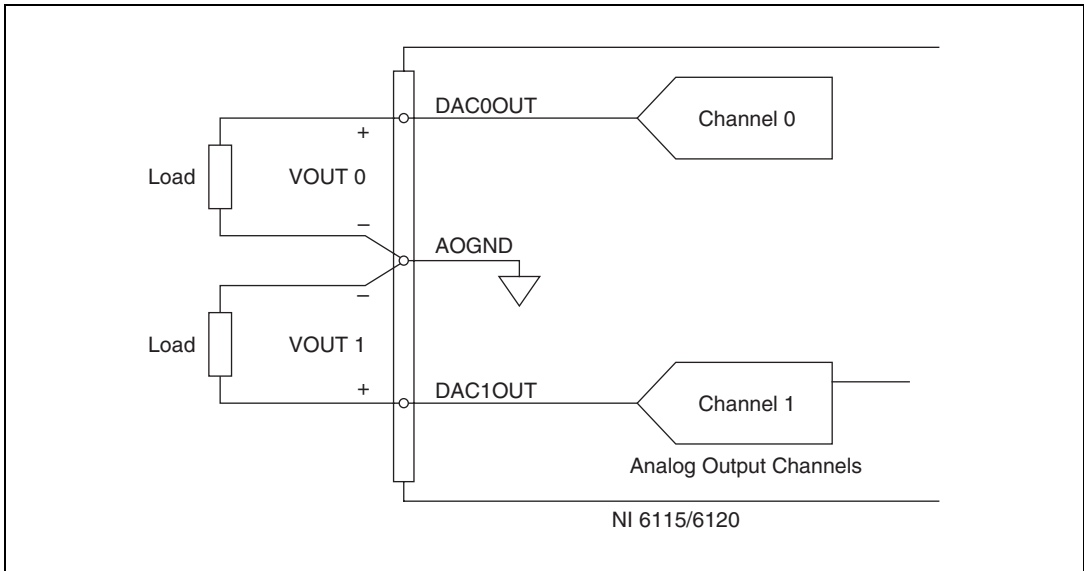 DAC0OUT
Channel 0
+
Load
VOUT 0
–
AOGND
–
Load
VOUT 1
+
DAC1OUT
Channel 1
Analog Output Channels
NI 6115/6120